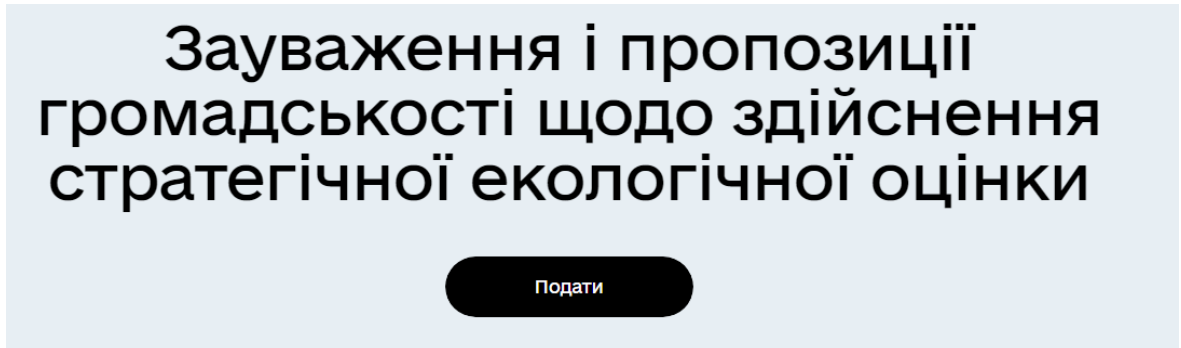 Зауваження і пропозиції
громадськості щодо здійснення
стратегічної екологічної оцінки
Подати